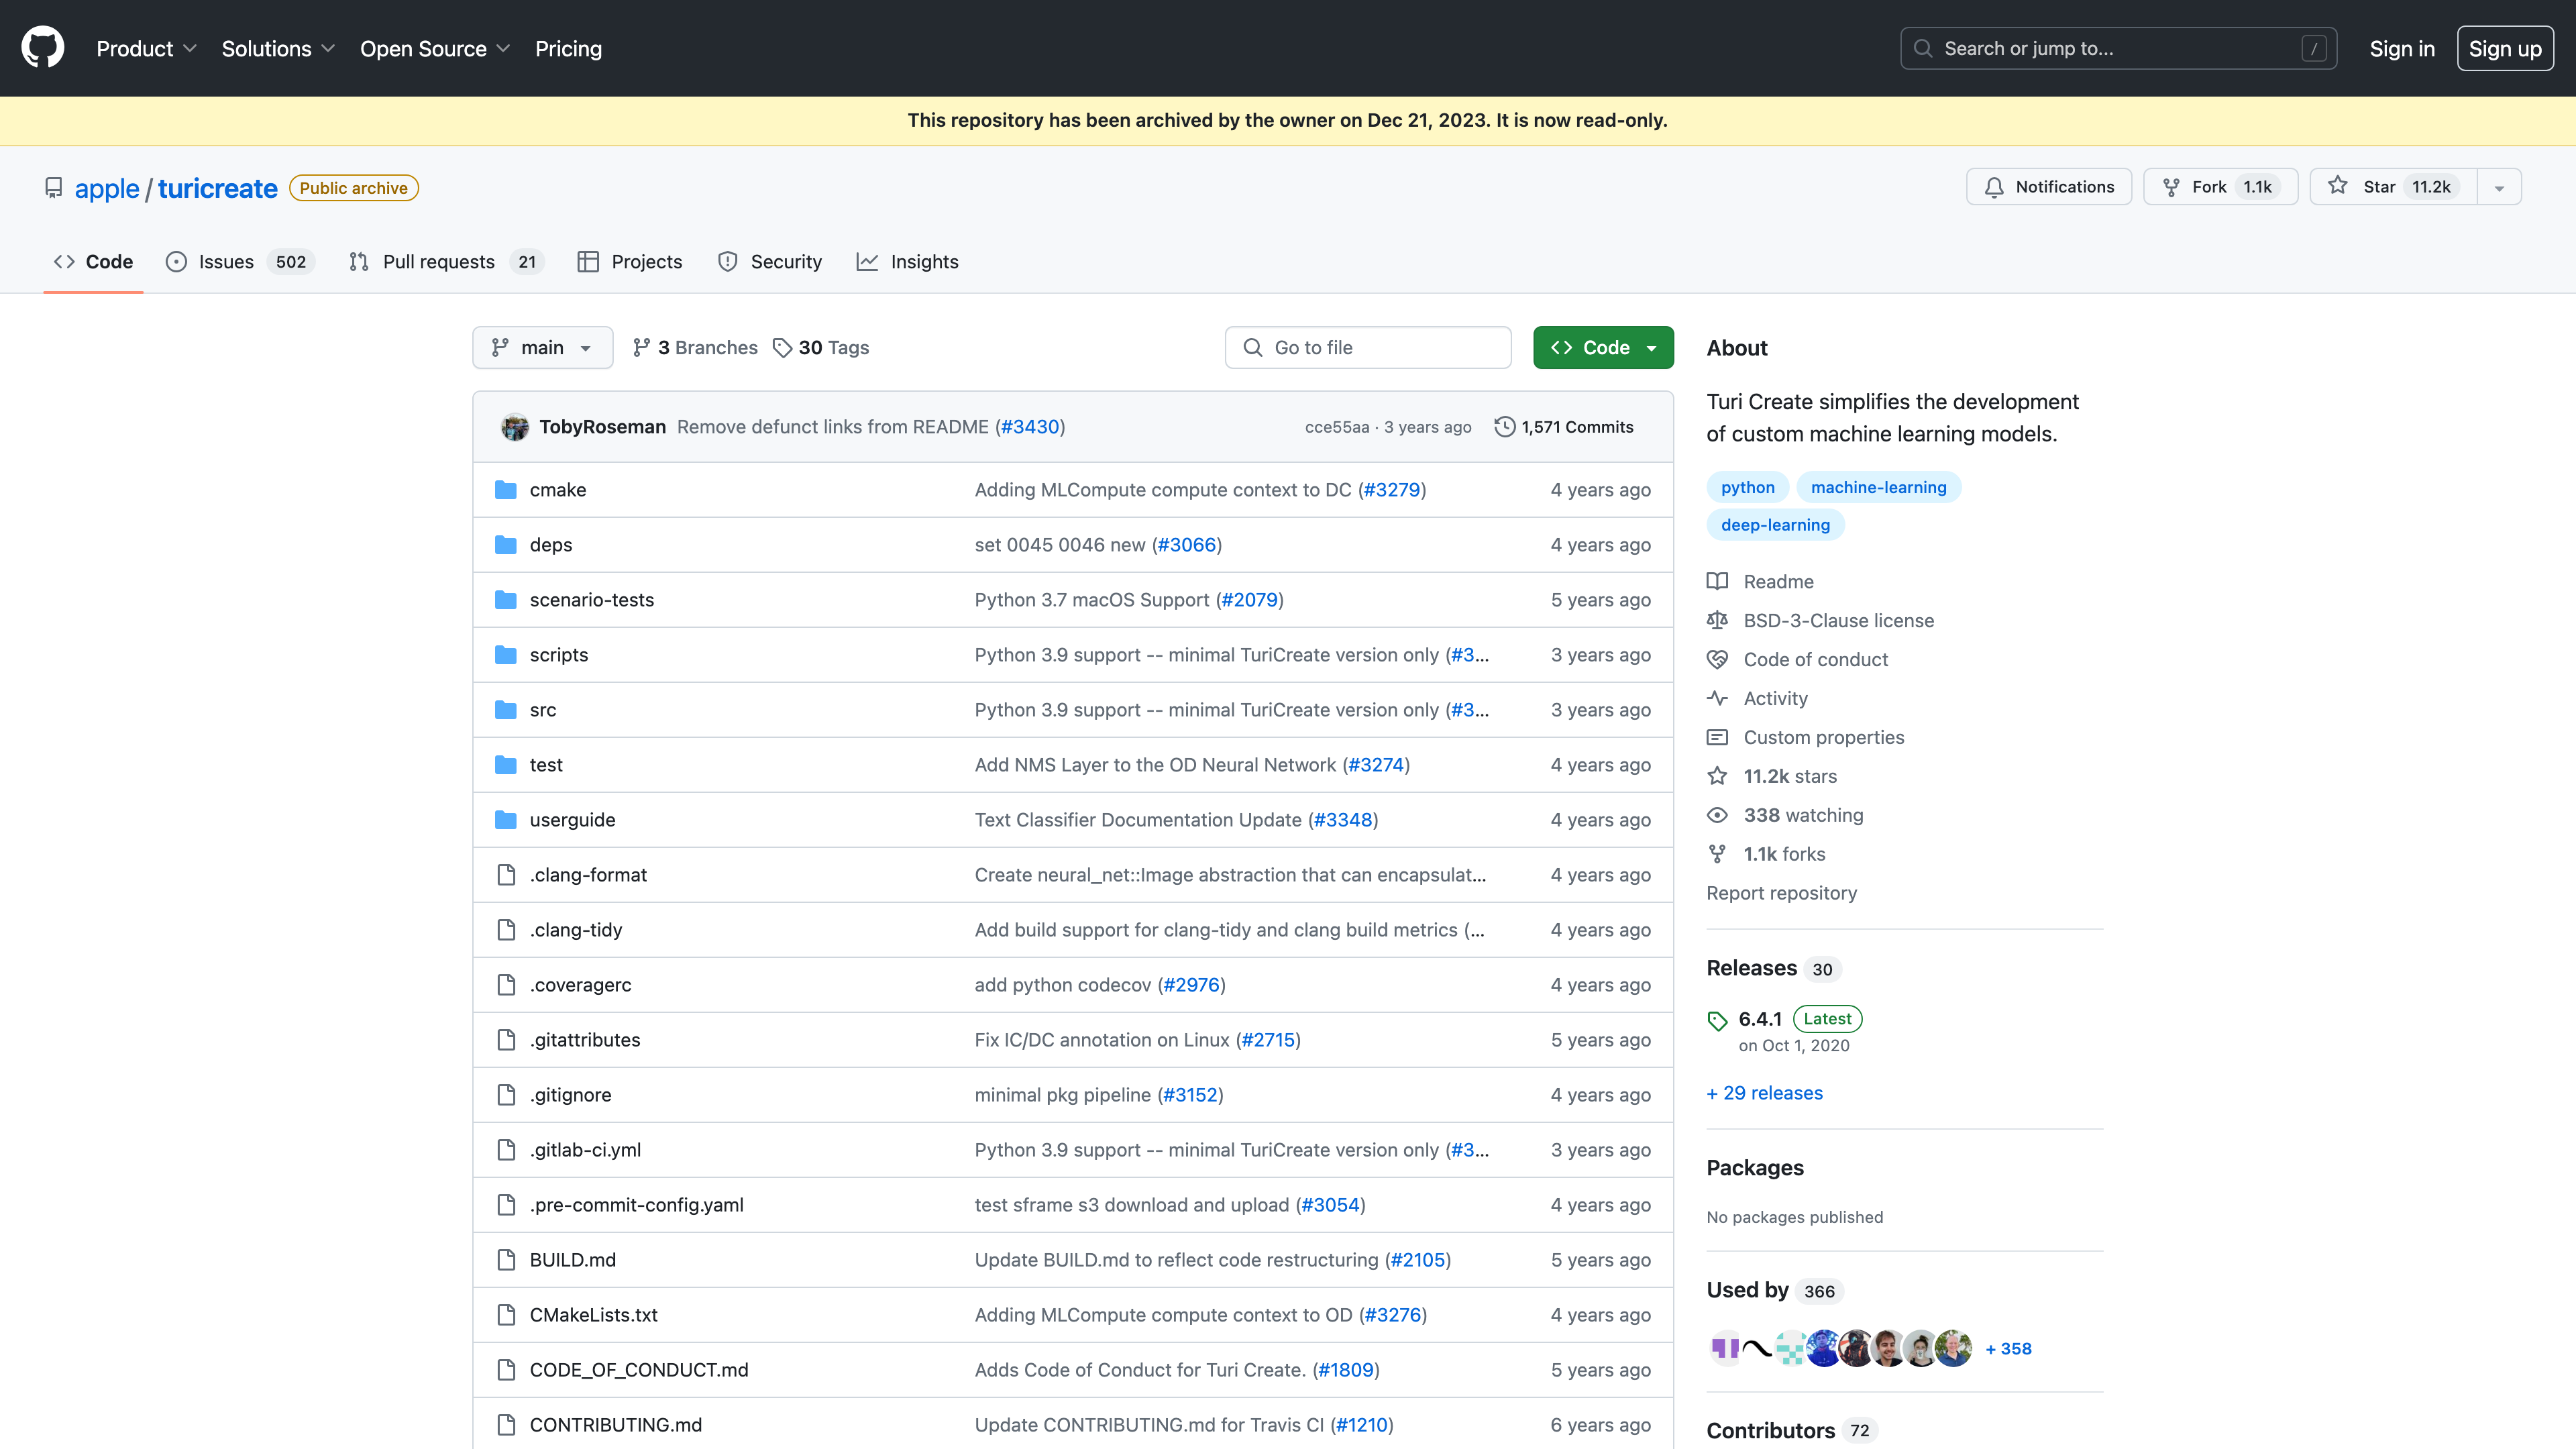 Product Solutions Open Source Pricing Search or jump to... / Sign in Sign up
This repository has been archived by the owner on Dec 21, 2023. It is now read-only.
apple / turicreate Public archive Notifications Fork 1.1k Star 11.2k
Code Issues 502 Pull requests 21 Projects Security Insights
main 3 Branches 30 Tags Go to file Code
TobyRoseman Remove defunct links from README (#3430) cce55aa · 3 years ago 1,571 Commits
cmake Adding MLCompute compute context to DC (#3279) 4 years ago
deps set 0045 0046 new (#3066) 4 years ago
scenario-tests Python 3.7 macOS Support (#2079) 5 years ago
scripts Python 3.9 support -- minimal TuriCreate version only (#3... 3 years ago
src Python 3.9 support -- minimal TuriCreate version only (#3... 3 years ago
test Add NMS Layer to the OD Neural Network (#3274) 4 years ago
userguide Text Classifier Documentation Update (#3348) 4 years ago
.clang-format Create neural_net::Image abstraction that can encapsulat... 4 years ago
.clang-tidy Add build support for clang-tidy and clang build metrics (... 4 years ago
.coveragerc add python codecov (#2976) 4 years ago
.gitattributes Fix IC/DC annotation on Linux (#2715) 5 years ago
.gitignore minimal pkg pipeline (#3152) 4 years ago
.gitlab-ci.yml Python 3.9 support -- minimal TuriCreate version only (#3... 3 years ago
.pre-commit-config.yaml test sframe s3 download and upload (#3054) 4 years ago
BUILD.md Update BUILD.md to reflect code restructuring (#2105) 5 years ago
CMakeLists.txt Adding MLCompute compute context to OD (#3276) 4 years ago
CODE_OF_CONDUCT.md Adds Code of Conduct for Turi Create. (#1809) 5 years ago
CONTRIBUTING.md Update CONTRIBUTING.md for Travis CI (#1210) 6 years ago
About
Turi Create simplifies the development
of custom machine learning models.
python machine-learning
deep-learning
Readme
BSD-3-Clause license
Code of conduct
Activity
Custom properties
11.2k stars
338 watching
1.1k forks
Report repository
Releases 30
6.4.1 Latest
on Oct 1, 2020
+ 29 releases
Packages
No packages published
Used by 366
+ 358
Contributors 72